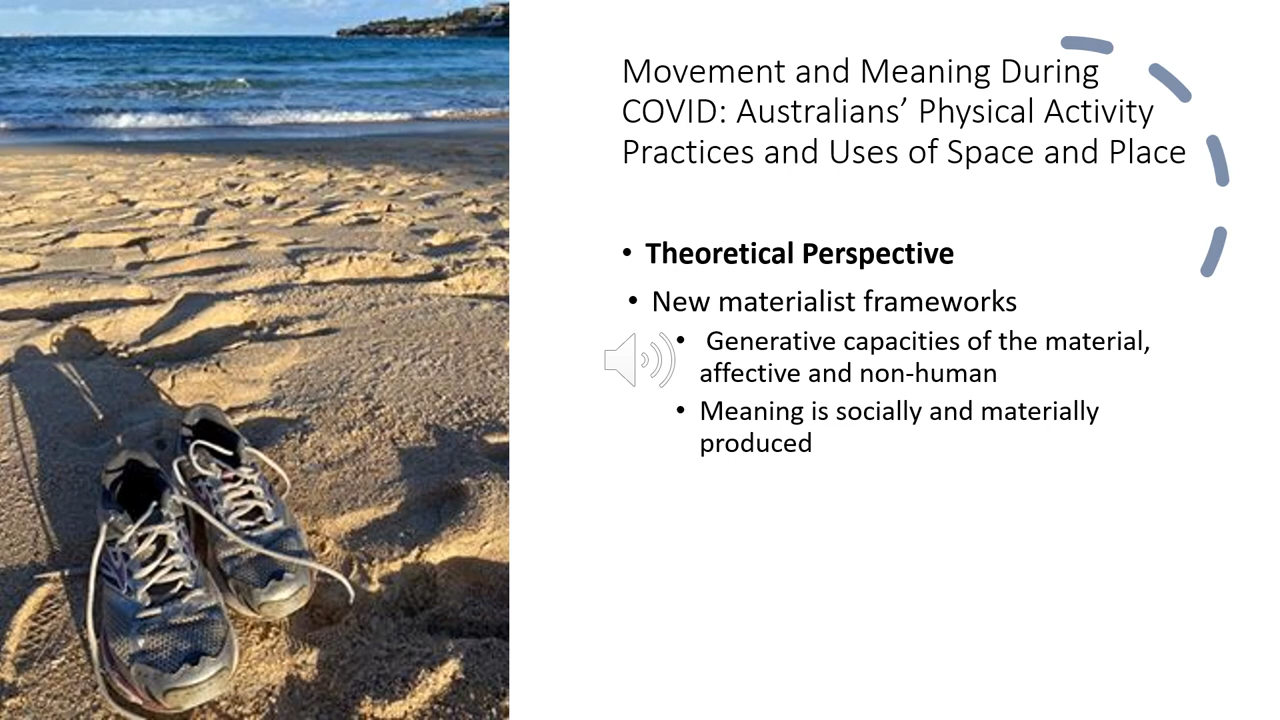 Movement and Meaning During
COVID: Australians’ Physical Activity
Practices and Uses of Space and Place
• Theoretical Perspective
• New materialist frameworks
• Generative capacities of the material,
affective and non-human
• Meaning is socially and materially
produced